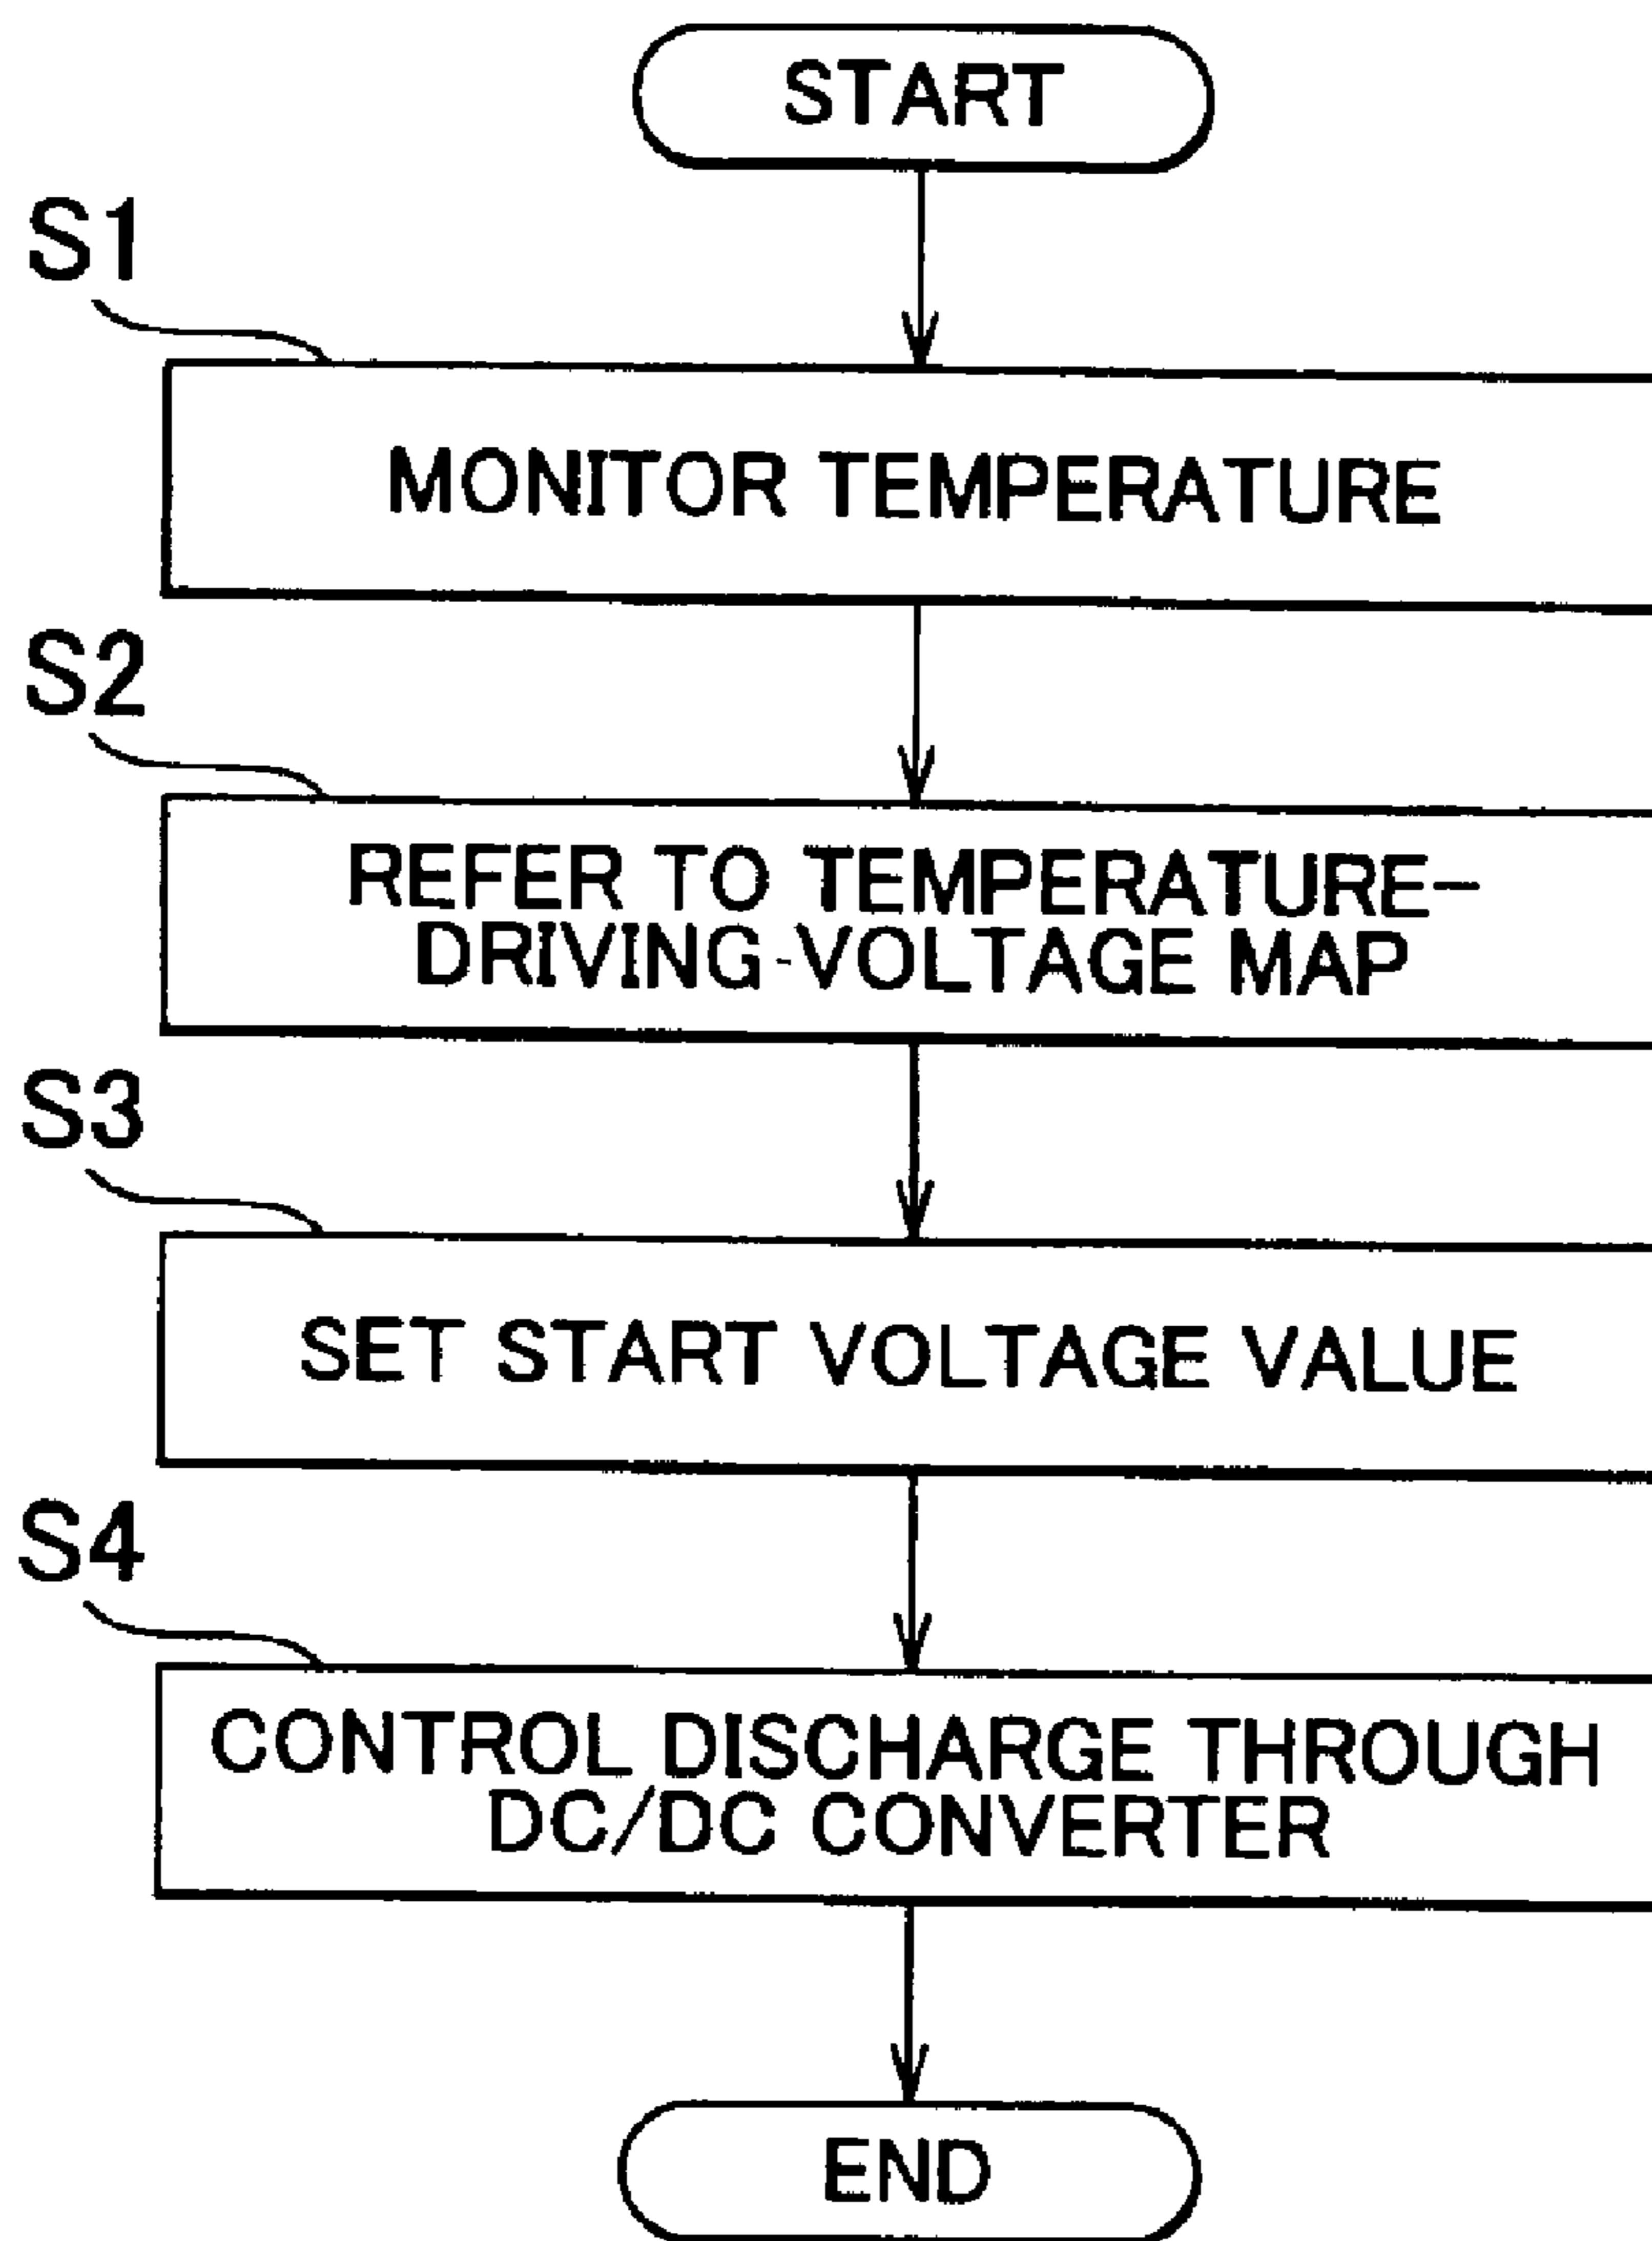 START
S1
MONITOR TEMPERATURE
S2
REFER TO TEMPERATURE-
DRIVING-VOLTAGE MAP
S3
SET START VOLTAGE VALUE
S4
CONTROL DISCHARGE THROUGH
DC/DC CONVERTER
END